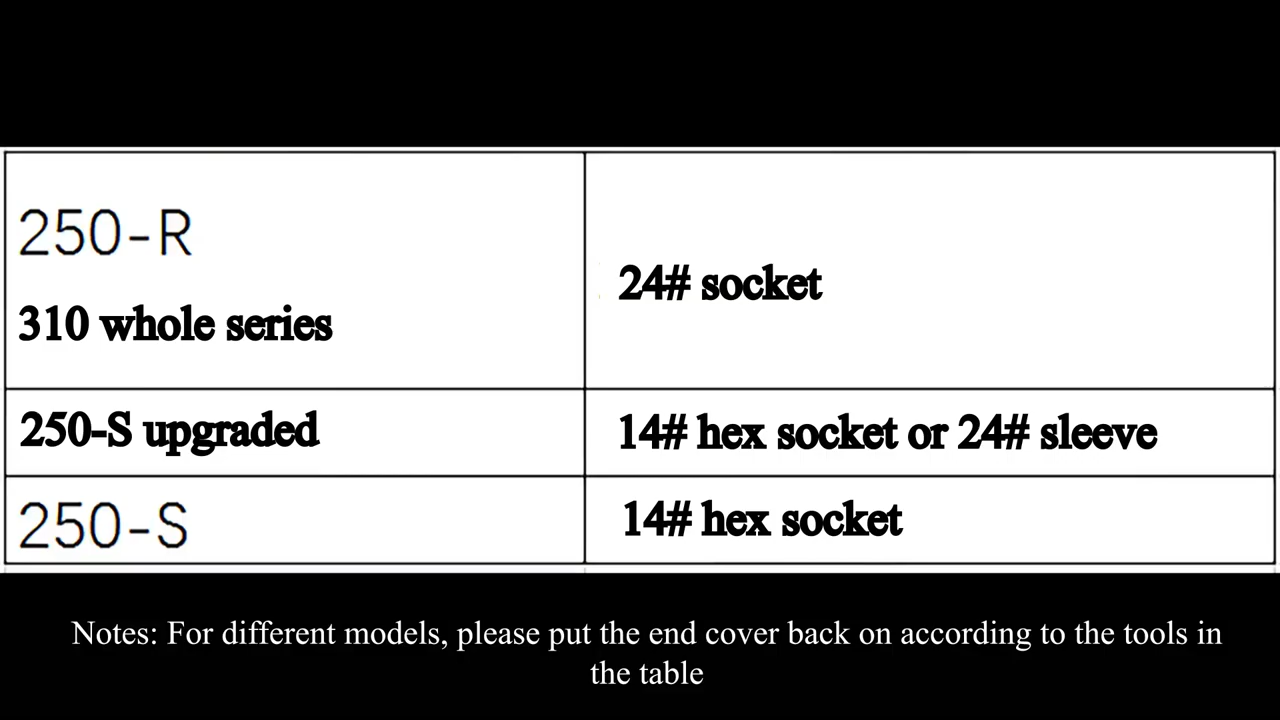 250-R
310 whole series
24# socket
250-S upgraded
14# hex socket or 24# sleeve
250-S
14# hex socket
Notes: For different models, please put the end cover back on according to the tools in
the table